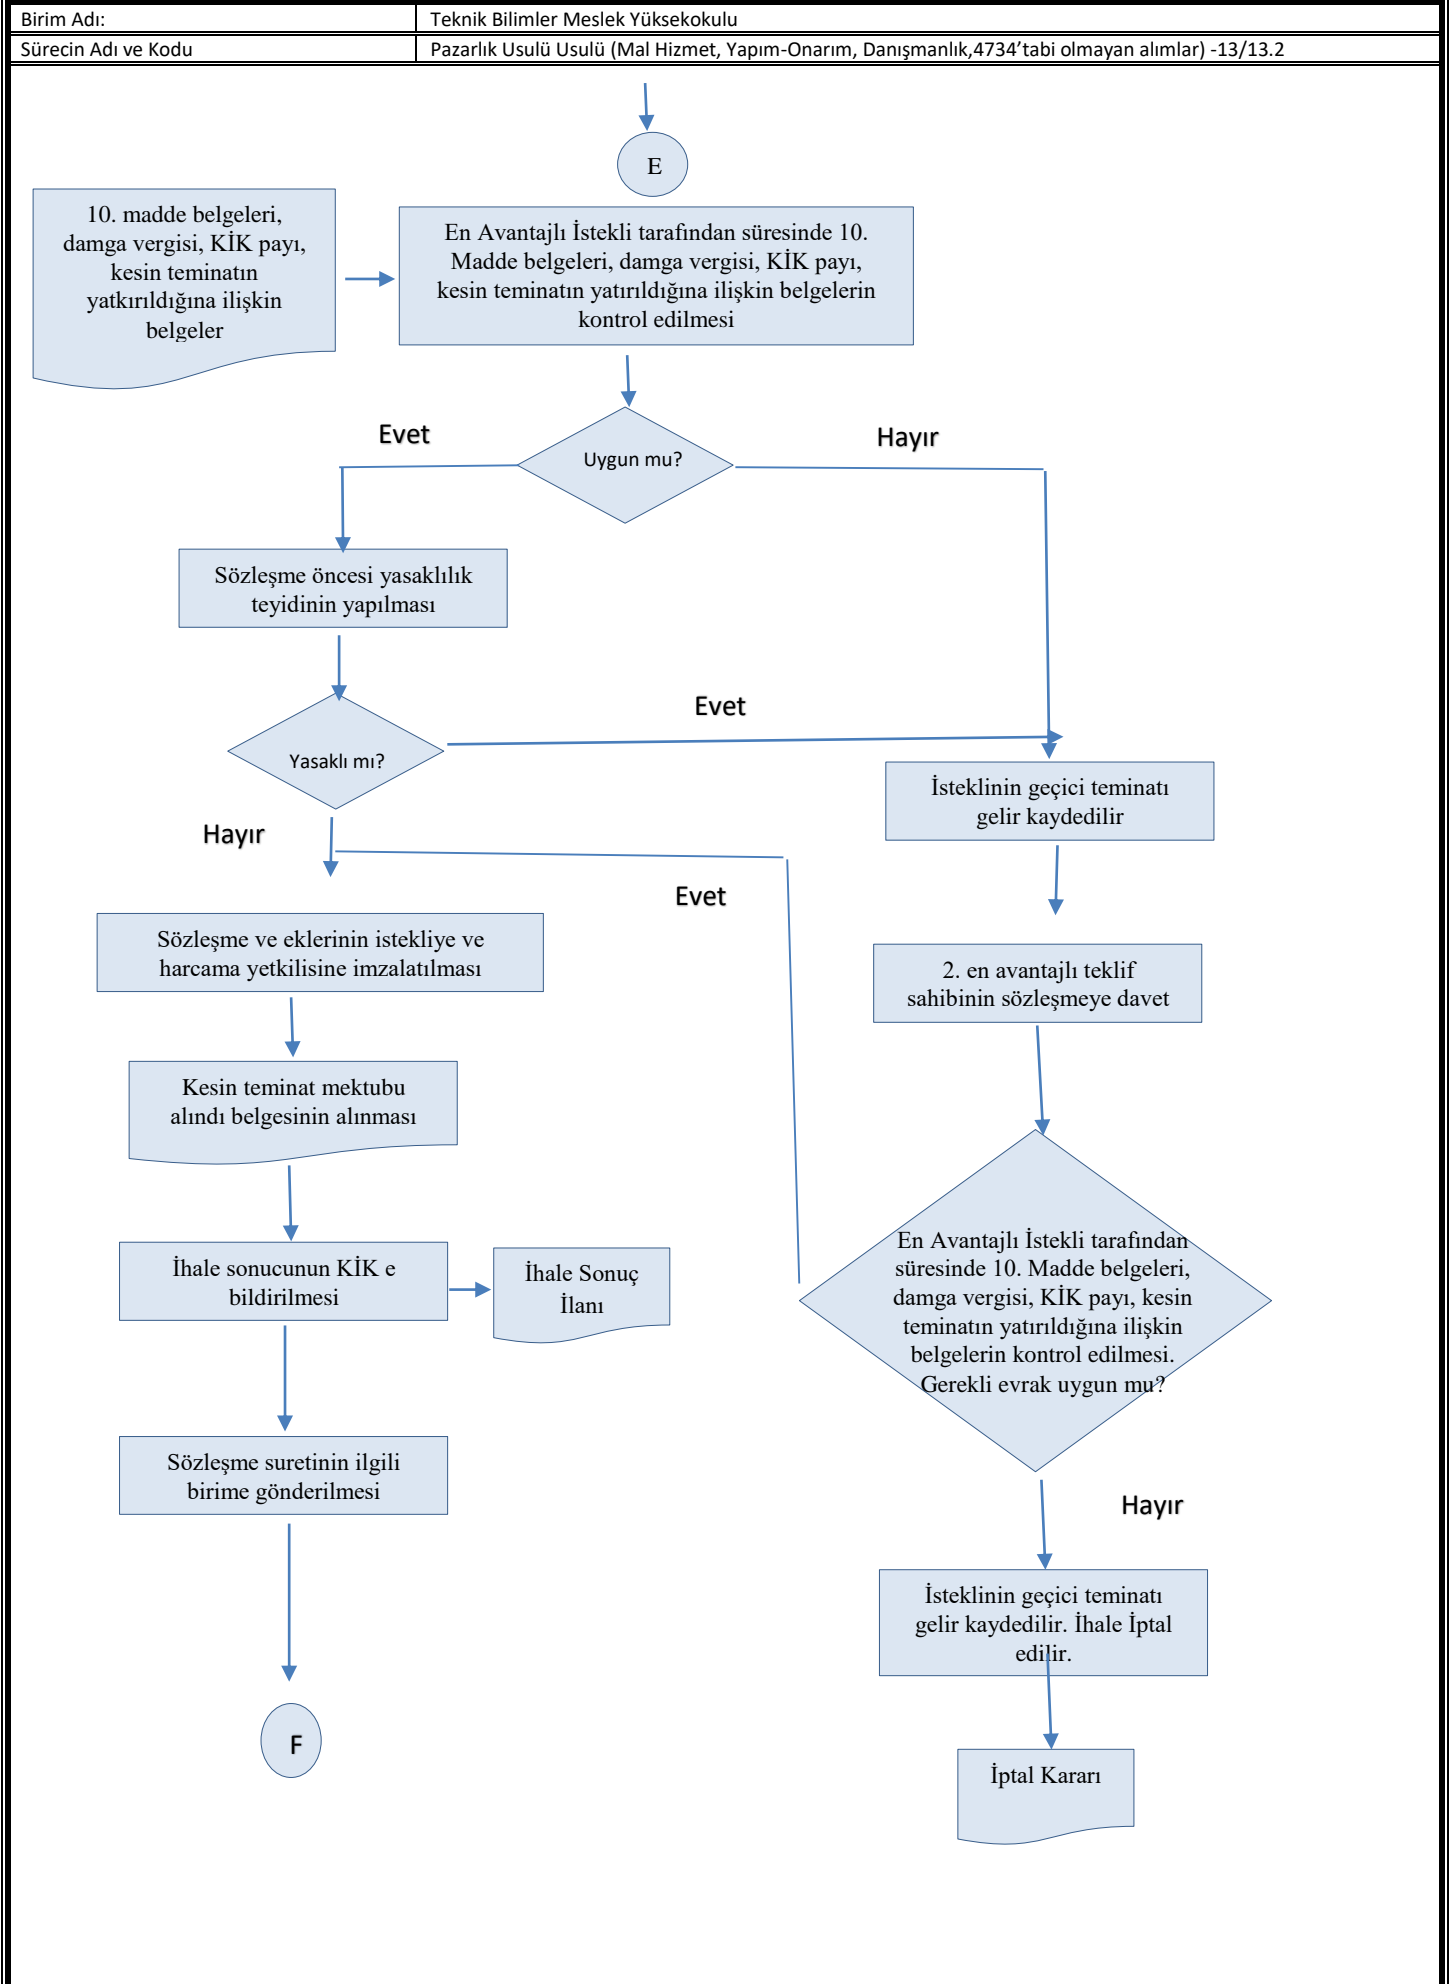 Birim Adı:
Teknik Bilimler Meslek Yüksekokulu
Sürecin Adı ve Kodu
Pazarlık Usulü Usulü (Mal Hizmet, Yapım-Onarım, Danışmanlık,4734’tabi olmayan alımlar) -13/13.2
E
10. madde belgeleri,
damga vergisi, KİK payı,
kesin teminatın
yatkırıldığına ilişkin
belgeler
En Avantajlı İstekli tarafından süresinde 10.
Madde belgeleri, damga vergisi, KİK payı,
kesin teminatın yatırıldığına ilişkin belgelerin
kontrol edilmesi
Evet
Uygun mu?
Hayır
Sözleşme öncesi yasaklılık
teyidinin yapılması
Evet
Yasaklı mı?
İsteklinin geçici teminatı
gelir kaydedilir
Hayır
Evet
Sözleşme ve eklerinin istekliye ve
harcama yetkilisine imzalatılması
2. en avantajlı teklif
sahibinin sözleşmeye davet
Kesin teminat mektubu
alındı belgesinin alınması
En Avantajlı İstekli tarafından
süresinde 10. Madde belgeleri,
damga vergisi, KİK payı, kesin
teminatın yatırıldığına ilişkin
belgelerin kontrol edilmesi.
Gerekli evrak uygun mu?
İhale sonucunun KİK e
bildirilmesi
İhale Sonuç
İlanı
Sözleşme suretinin ilgili
birime gönderilmesi
Hayır
İsteklinin geçici teminatı
gelir kaydedilir. İhale İptal
edilir.
F
İptal Kararı